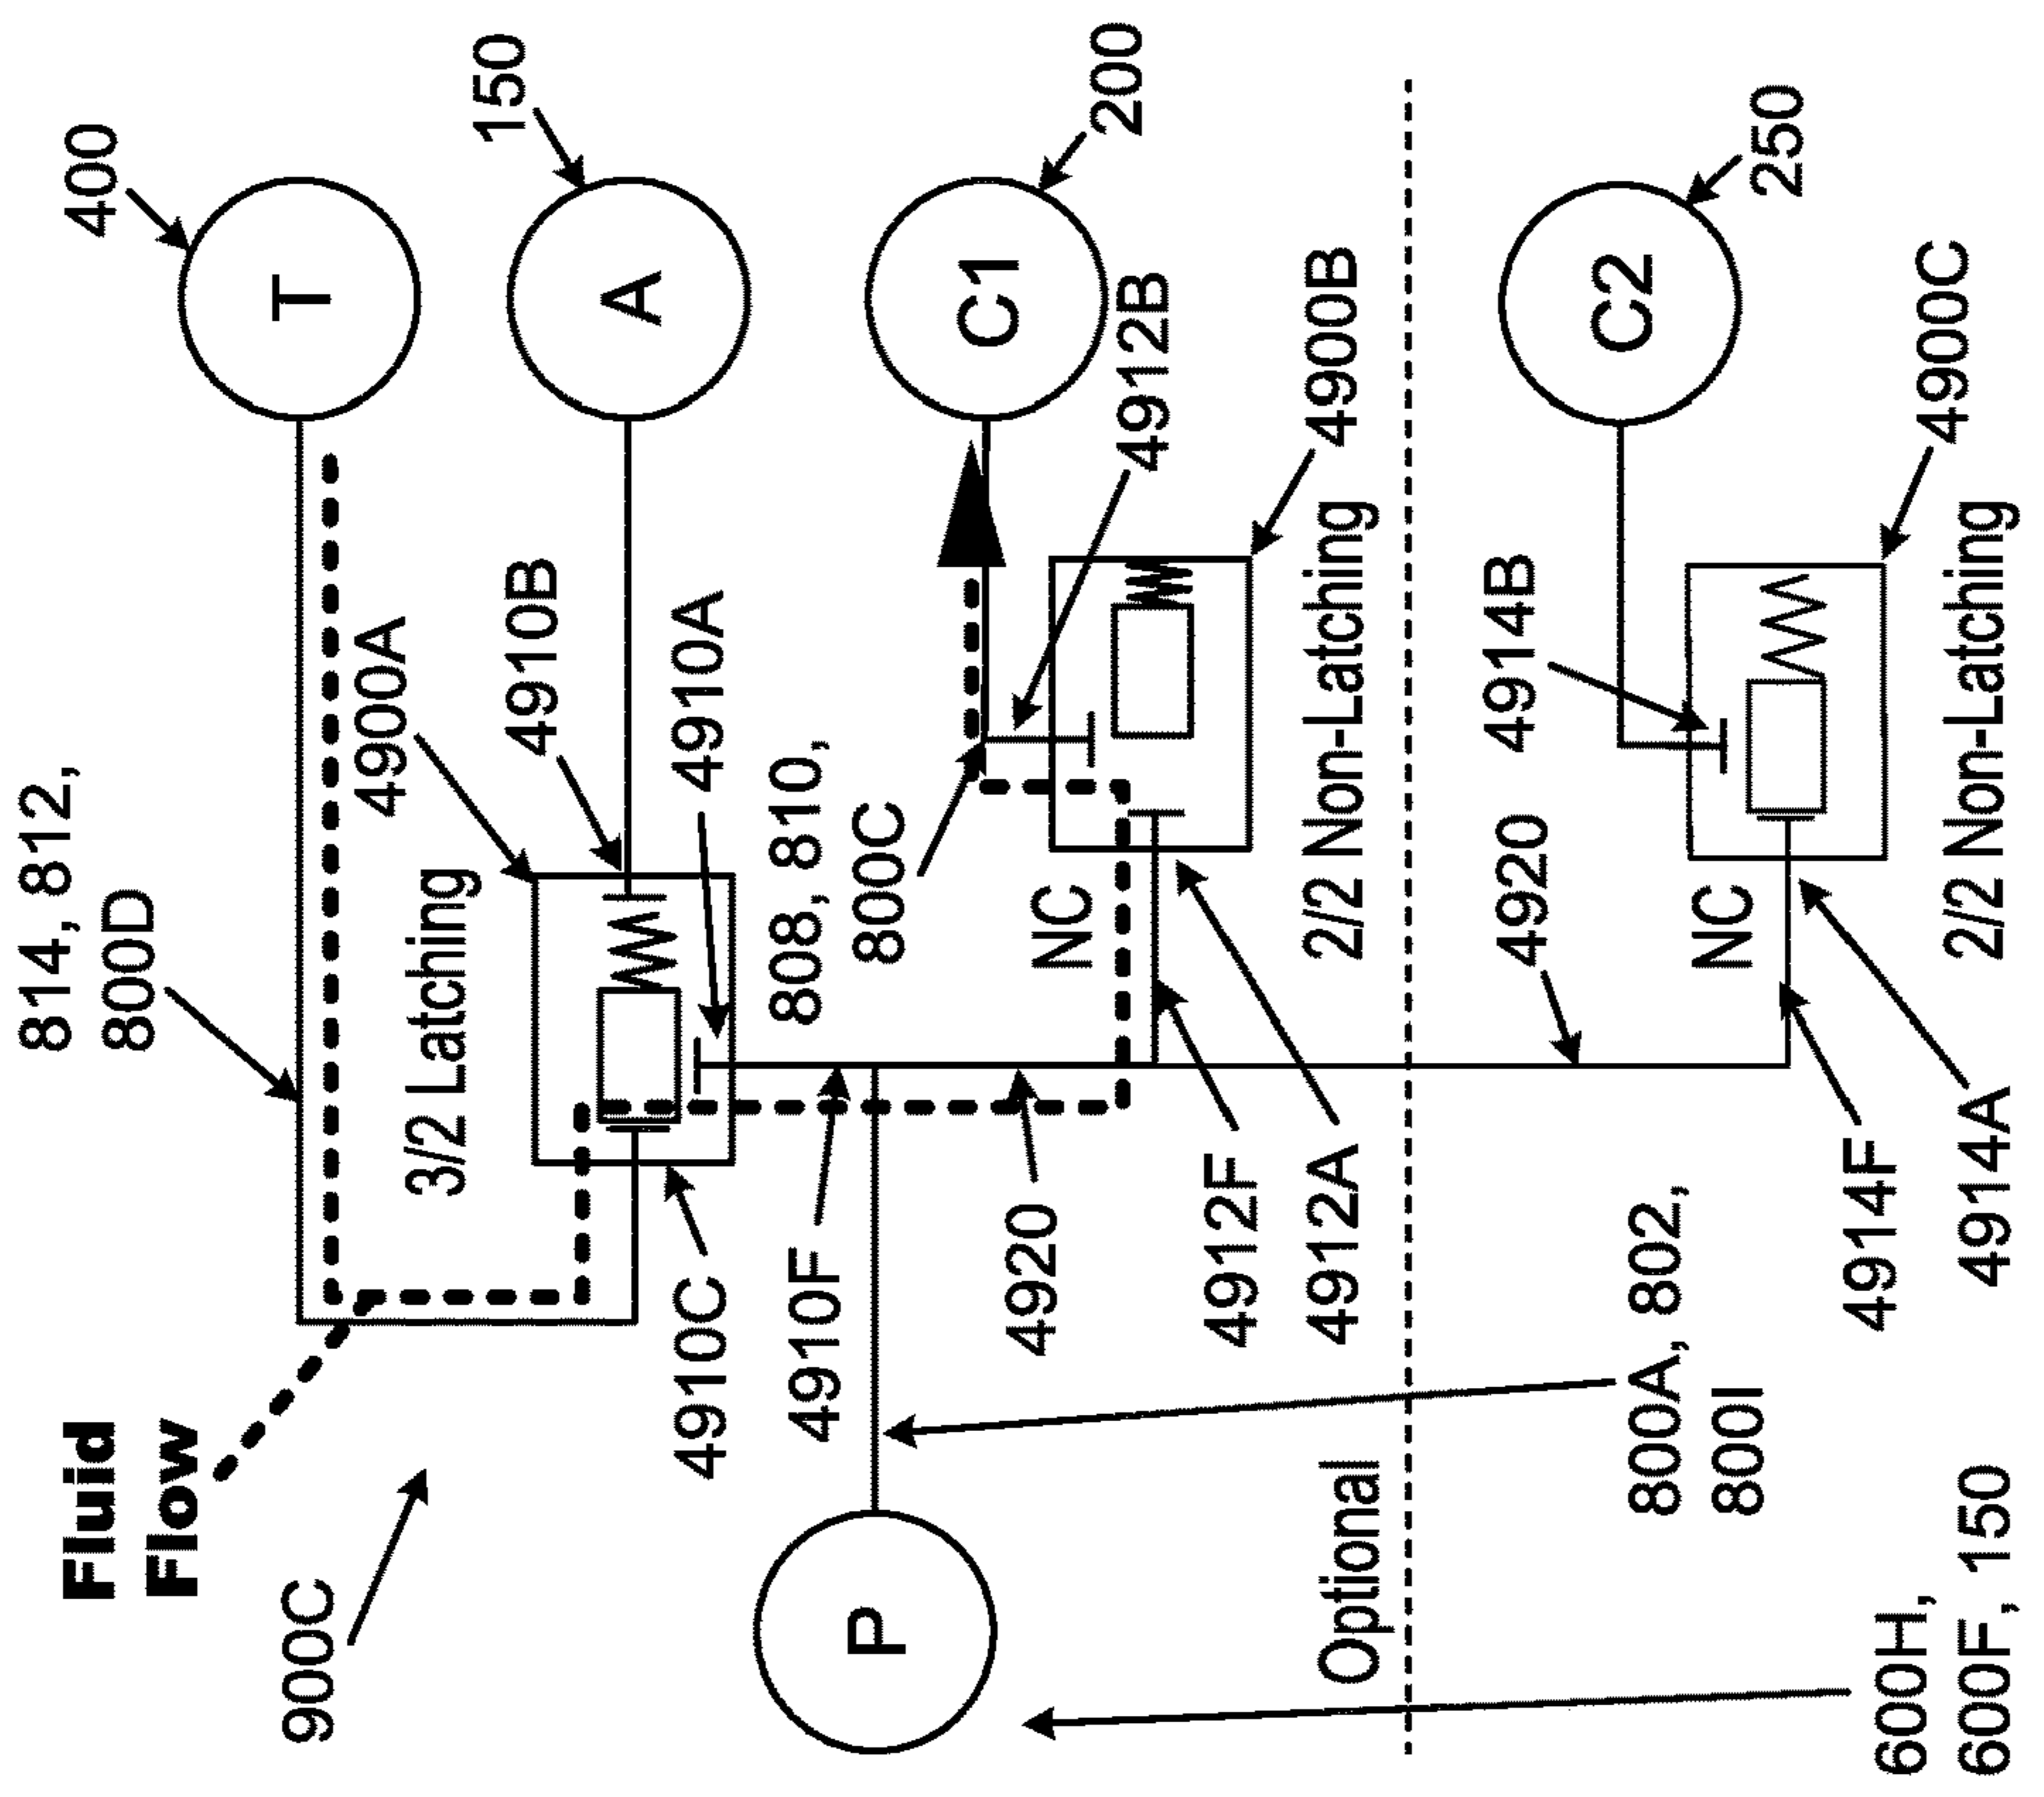 Fluid
Flow
900C
814, 812,
800D
400
T
150
A
3/2 Latching
4900A
4910B
4910A
4910C
4910F
808, 810,
800C
C1
200
4912B
4900B
P
4920
NC
4912F
4912A
2/2 Non-Latching
Optional
800A, 802,
800I
4920
4914B
C2
250
4900C
NC
4914F
4914A
2/2 Non-Latching
600H,
600F, 150